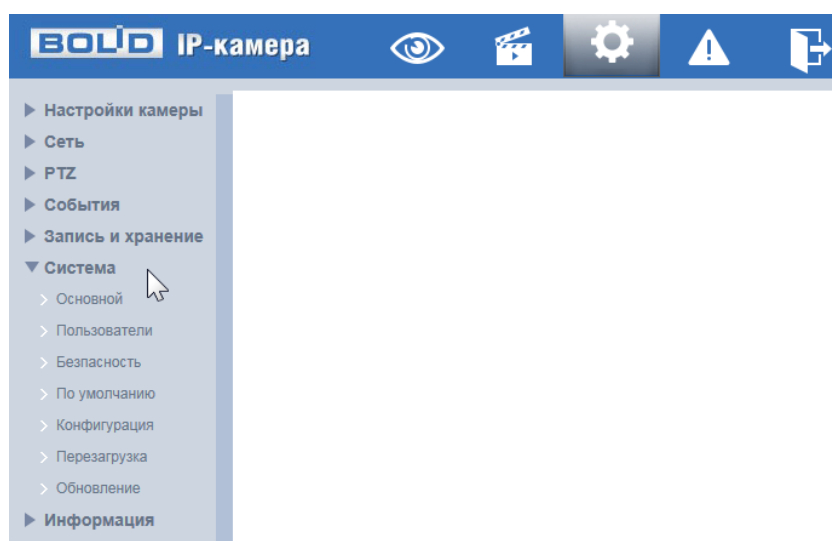 BOLID IP-камера
Настройки камеры
Сеть
PTZ
События
Запись и хранение
Система
Основной
Пользователи
Безпасность
По умолчанию
Конфигурация
Перезагрузка
Обновление
Информация